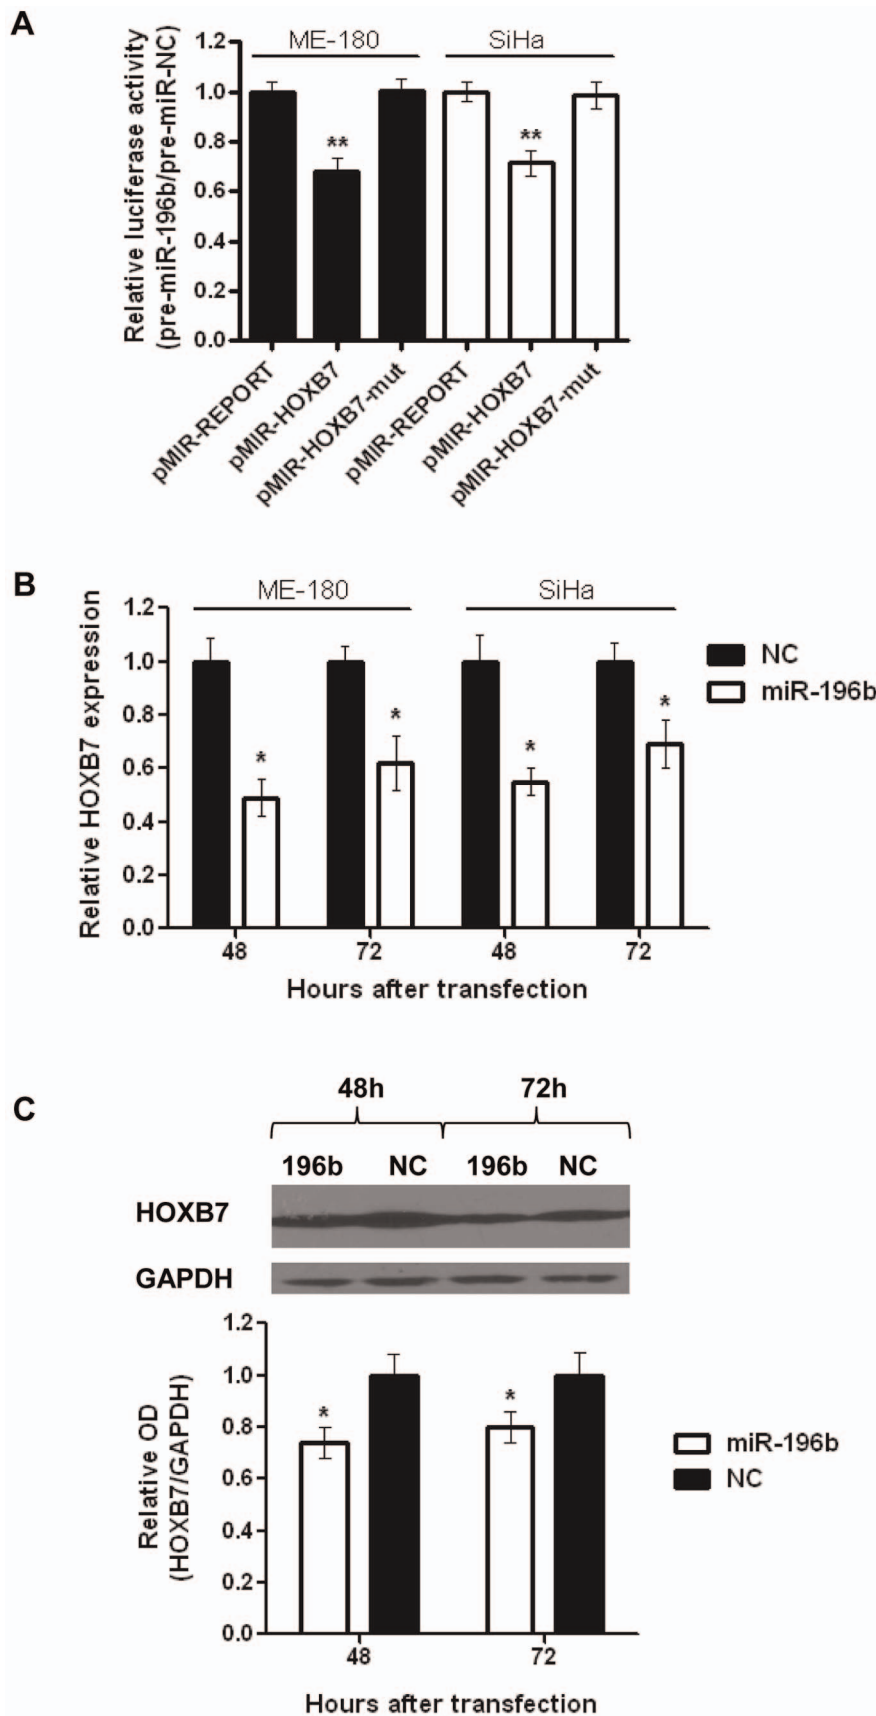 A
ME-180 SiHa
Relative luciferase activity
(pre-miR-196b/pre-miR-NC)
1.2
1.0
0.8
0.6
0.4
0.2
0.0
** **
pMIR-REPORT
pMIR-HOXB7
pMIR-HOXB7-mut
pMIR-REPORT
pMIR-HOXB7
pMIR-HOXB7-mut
B
ME-180 SiHa
Relative HOXB7 expression
1.2
1.0
0.8
0.6
0.4
0.2
0.0
* * * *
NC
miR-196b
48 72 48 72
Hours after transfection
C
48h 72h
196b NC 196b NC
HOXB7
GAPDH
Relative OD
(HOXB7/GAPDH)
1.2
1.0
0.8
0.6
0.4
0.2
0.0
* *
miR-196b
NC
48 72
Hours after transfection